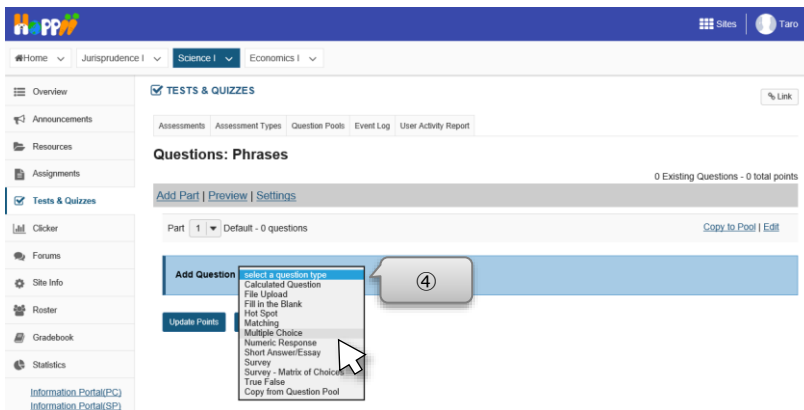 Hoppii
Sites
Taro
Home
Jurisprudence I
Science I
Economics I
Overview
Announcements
Resources
Assignments
Tests & Quizzes
Clicker
Forums
Site Info
Roster
Gradebook
Statistics
Information Portal(PC)
Information Portal(SP)
TESTS & QUIZZES
Link
Assessments Assessment Types Question Pools Event Log User Activity Report
Questions: Phrases
0 Existing Questions - 0 total points
Add Part | Preview | Settings
Part 1 Default - 0 questions
Copy to Pool | Edit
Add Question
select a question type
Calculated Question
File Upload
Fill in the Blank
Hot Spot
Matching
Multiple Choice
Numeric Response
Short Answer/Essay
Survey
Survey - Matrix of Choices
True False
Copy from Question Pool
④
Update Points